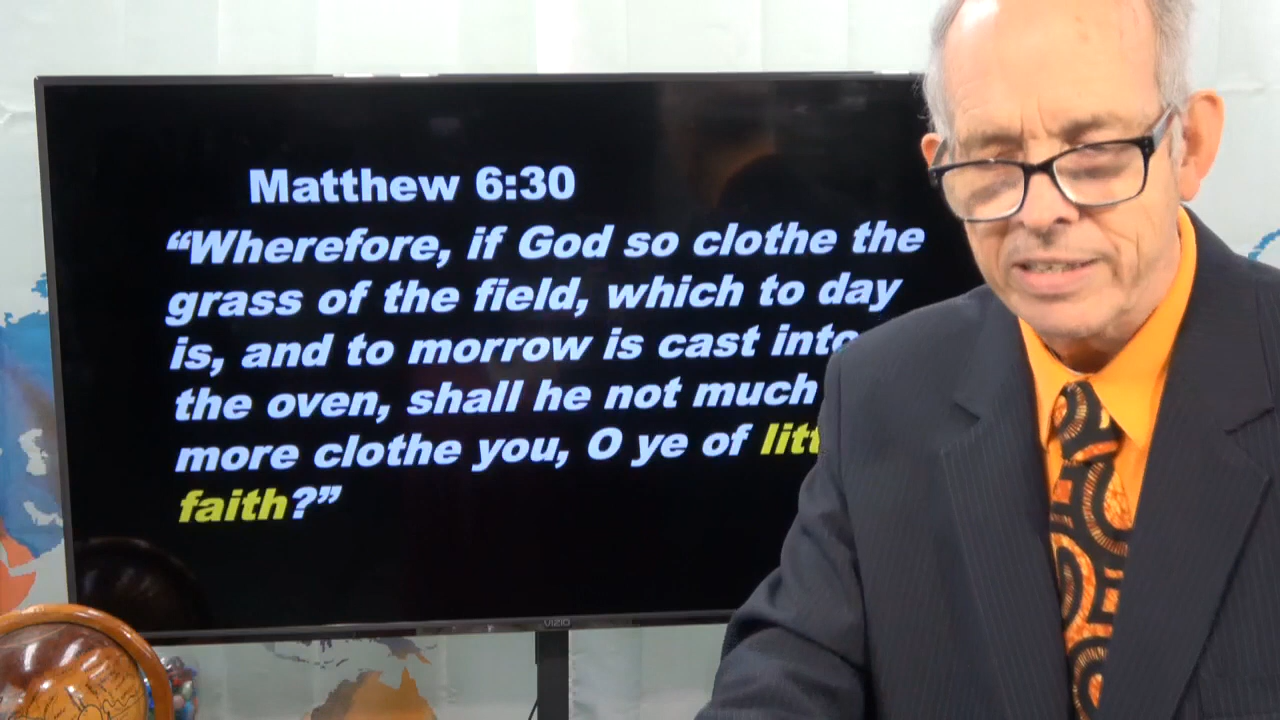 Matthew 6:30
“Wherefore, if God so clothe the
grass of the field, which to day
is, and to morrow is cast into
the oven, shall he not much
more clothe you, O ye of
faith?”
VIZIO